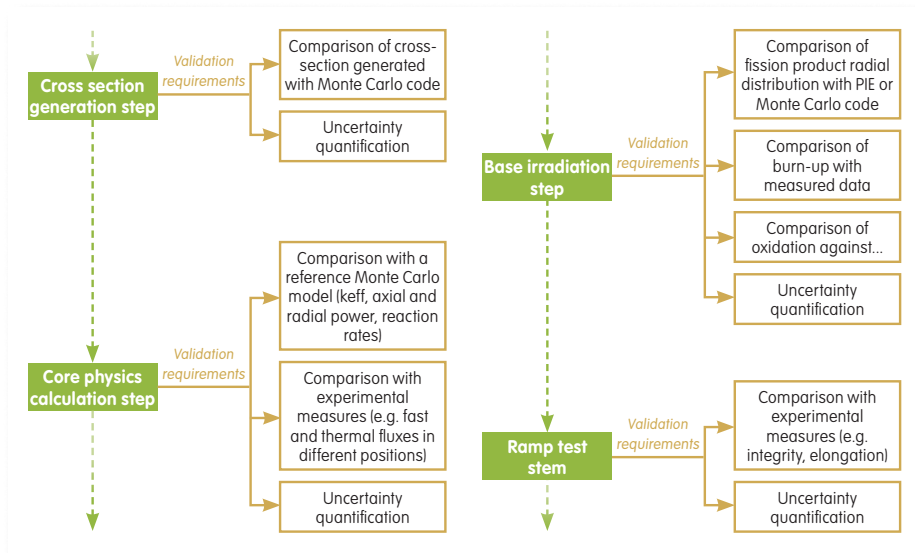 Cross section
generation step
Validation
requirements
Comparison of cross-
section generated
with Monte Carlo code
Uncertainty
quantification
Core physics
calculation step
Validation
requirements
Comparison with a
reference Monte Carlo
model (keff, axial and
radial power, reaction
rates)
Comparison with
experimental
measures (e.g. fast
and thermal fluxes in
different positions)
Uncertainty
quantification
Base irradiation
step
Validation
requirements
Comparison of
fission product radial
distribution with PIE or
Monte Carlo code
Comparison of
burn-up with
measured data
Comparison of
oxidation against...
Uncertainty
quantification
Ramp test
stem
Validation
requirements
Comparison with
experimental
measures (e.g.
integrity, elongation)
Uncertainty
quantification